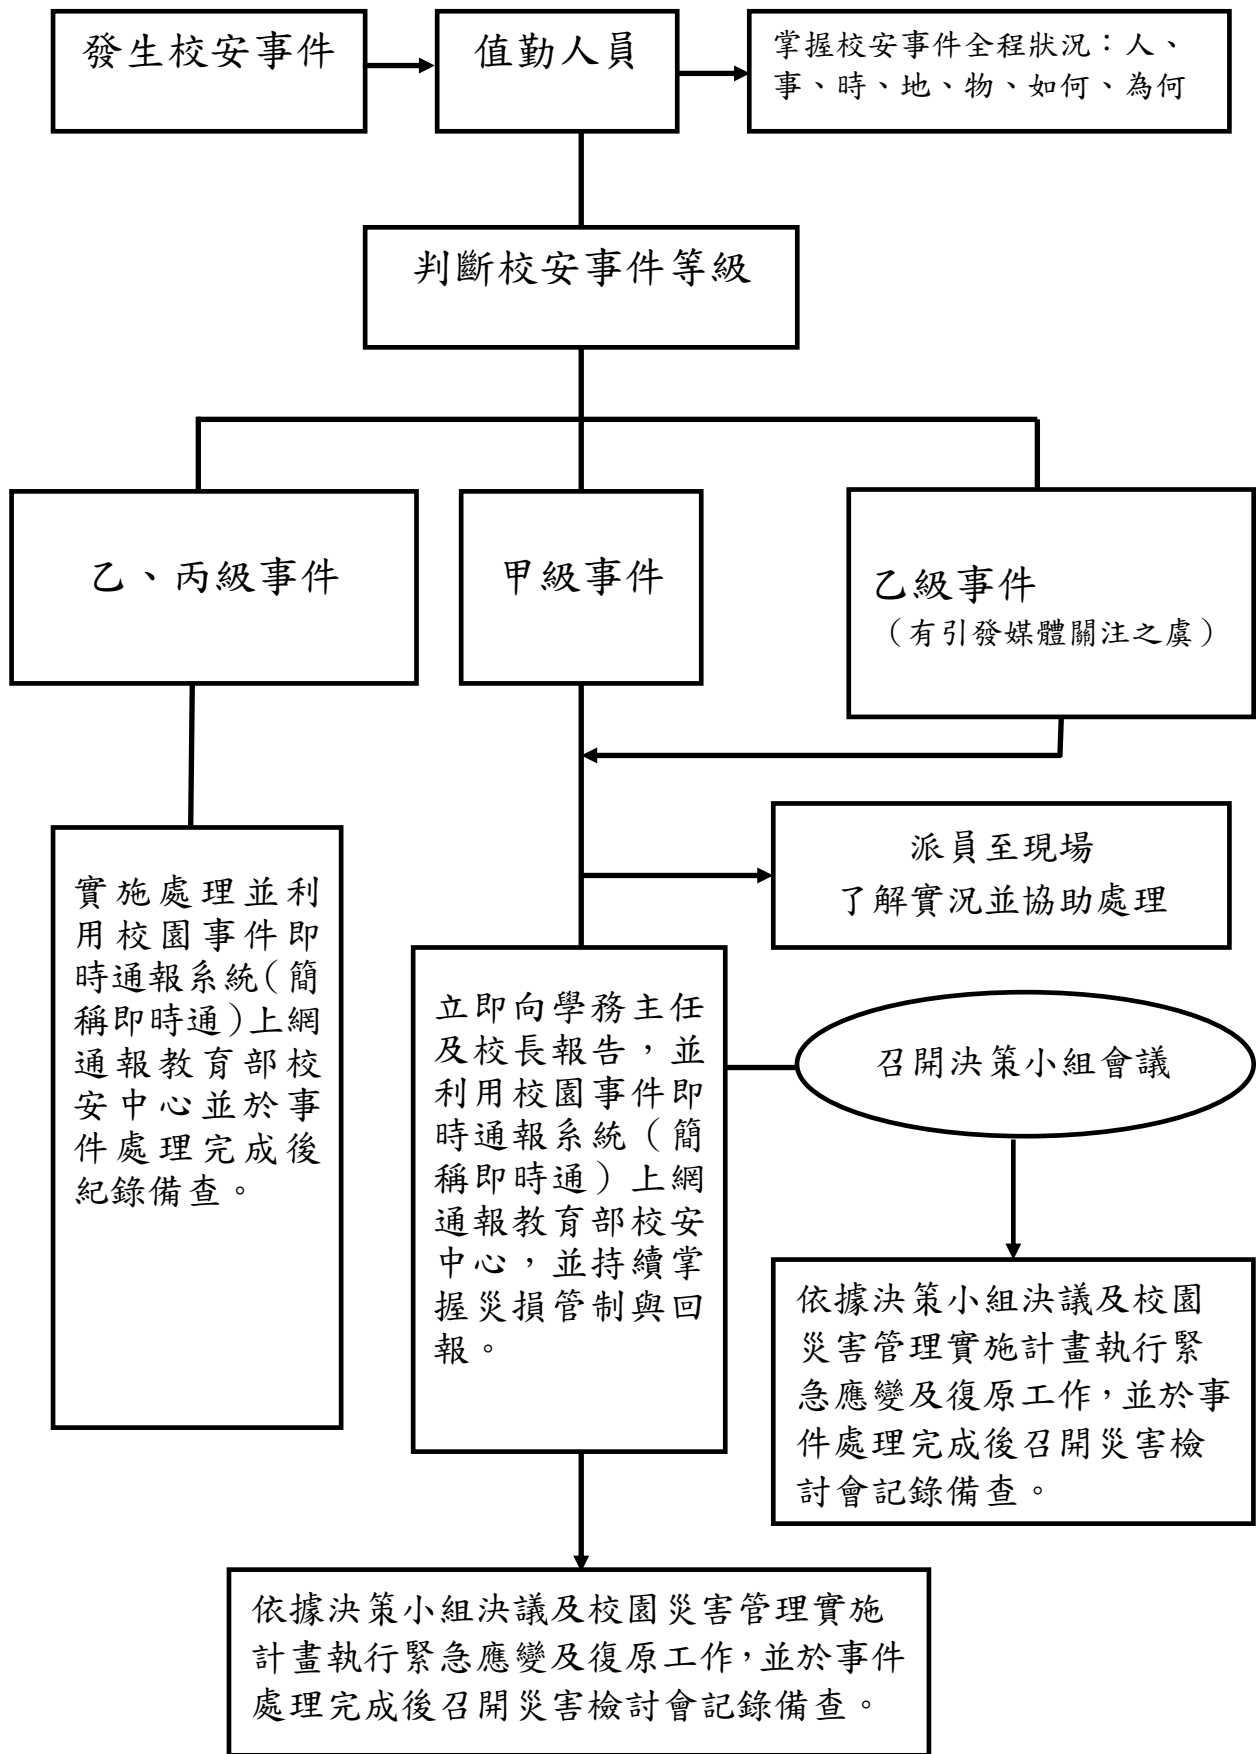 發生校安事件
值勤人員
掌握校安事件全程狀況：人、
事、時、地、物、如何、為何
判斷校安事件等級
乙、丙級事件
甲級事件
乙級事件
（有引發媒體關注之虞）
派員至現場
了解實況並協助處理
實施處理並利
用校園事件即
時通報系統(簡
稱即時通)上網
通報教育部校
安中心並於事
件處理完成後
紀錄備查。
立即向學務主任
及校長報告，並
利用校園事件即
時通報系統（簡
稱即時通）上網
通報教育部校安
中心，並持續掌
握災損管制與回
報。
召開決策小組會議
依據決策小組決議及校園
災害管理實施計畫執行緊
急應變及復原工作，並於事
件處理完成後召開災害檢
討會記錄備查。
依據決策小組決議及校園災害管理實施
計畫執行緊急應變及復原工作，並於事件
處理完成後召開災害檢討會記錄備查。